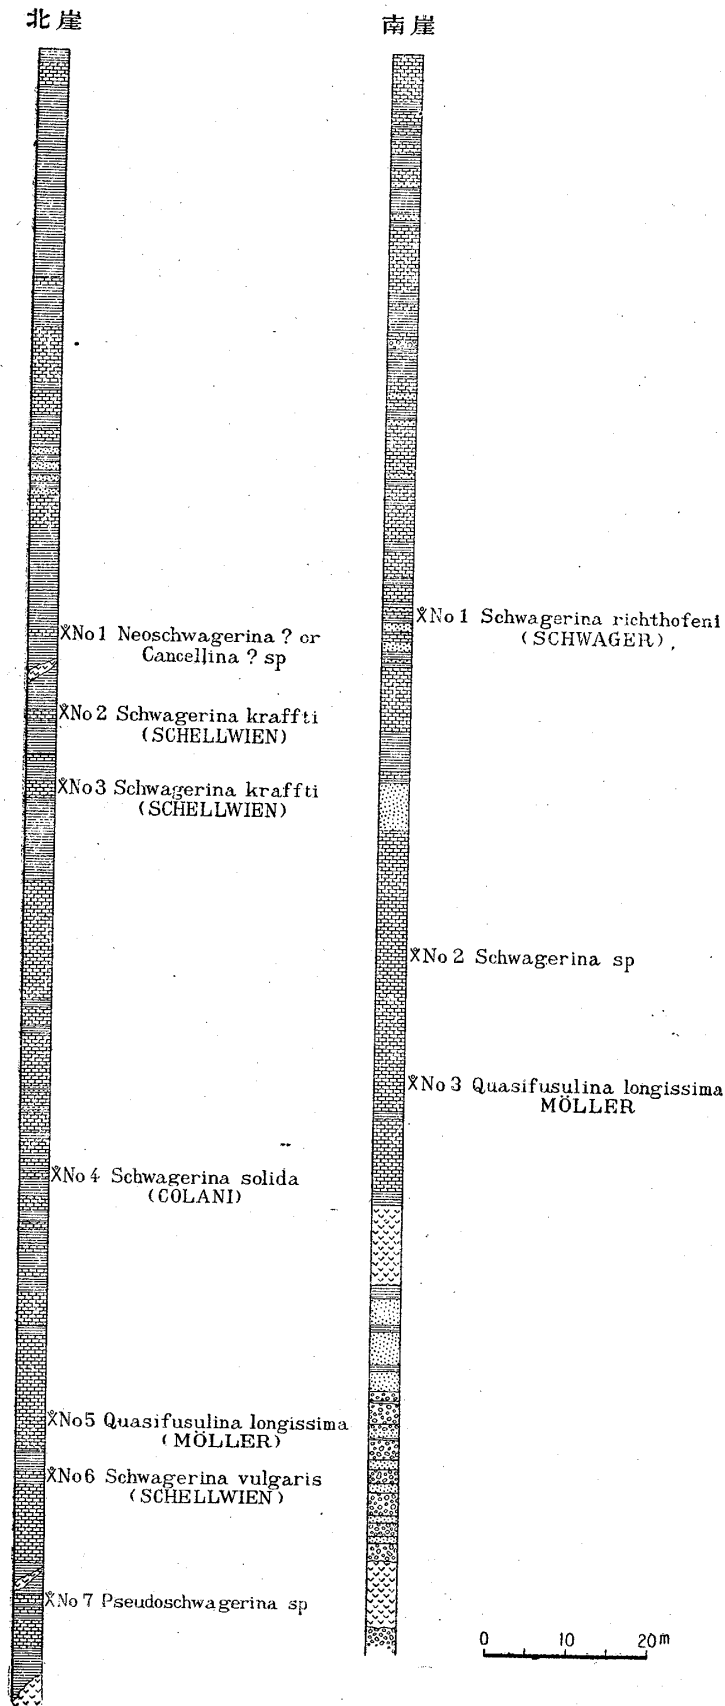 北崖
No 1 Neoschwagerina ? or
Cancellina ? sp
No 2 Schwagerina kraffti
(SCHELLWIEN)
No 3 Schwagerina kraffti
(SCHELLWIEN)
No 4 Schwagerina solida
(COLANI)
No 5 Quasifusulina longissima
(MÖLLER)
No 6 Schwagerina vulgaris
(SCHELLWIEN)
No 7 Pseudoschwagerina sp
南崖
No 1 Schwagerina richthofeni
(SCHWAGER),
No 2 Schwagerina sp
No 3 Quasifusulina longissima
MÖLLER
0 10 20 m